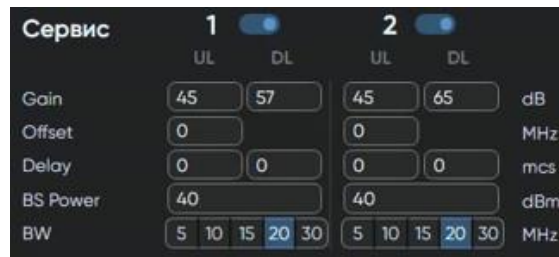 Сервис 1 2
UL DL UL DL
Gain 45 57 45 65 dB
Offset 0 0 MHz
Delay 0 0 0 0 mcs
BS Power 40 40 dBm
BW 5 10 15 20 30 5 10 15 20 30 MHz